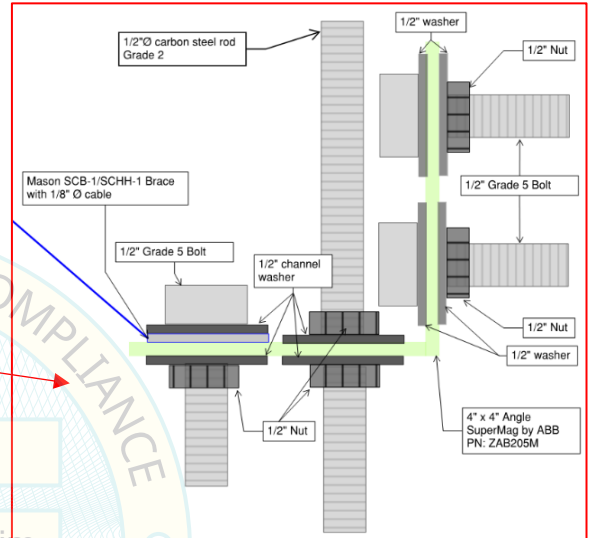 1/2" washer
1/2"Ø carbon steel rod
Grade 2
1/2" Nut
Mason SCB-1/SCHH-1 Brace
with 1/8" Ø cable
1/2" Grade 5 Bolt
1/2" Grade 5 Bolt
1/2" channel
washer
1/2" Nut
1/2" washer
1/2" Nut
4" x 4" Angle
SuperMag by ABB
PN: ZAB205M
OMPLIANCE